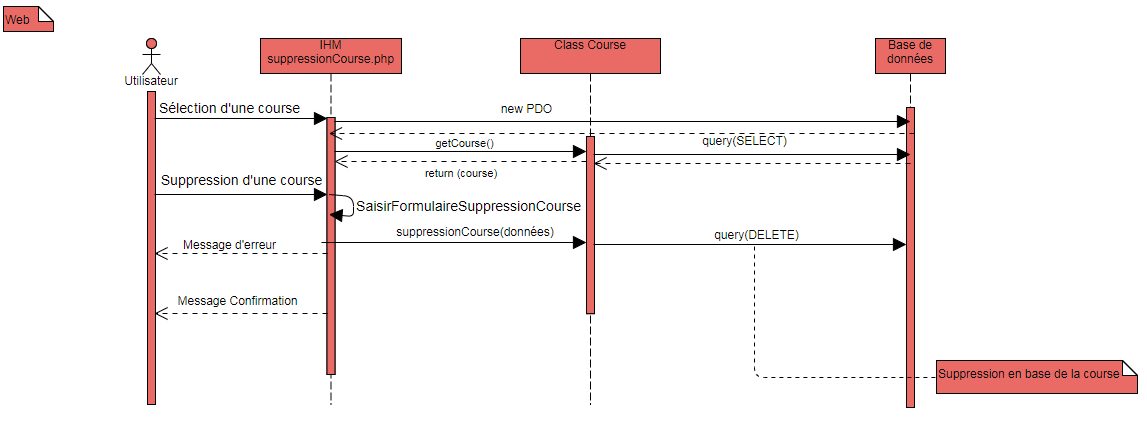 Web
IHM
suppressionCourse.php
Class Course
Base de
données
Utilisateur
Sélection d'une course
new PDO
getCourse()
query(SELECT)
return (course)
Suppression d'une course
SaisirFormulaireSuppressionCourse
suppressionCourse(données)
query(DELETE)
Message d'erreur
Message Confirmation
Suppression en base de la course